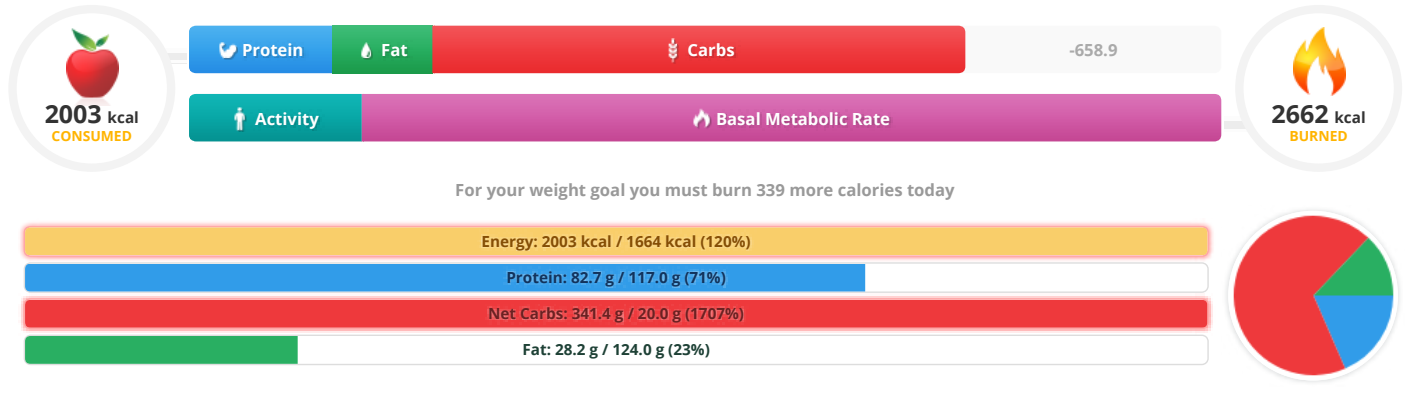 2003 kcal
CONSUMED
Protein
Fat
Carbs
-658.9
Activity
Basal Metabolic Rate
2662 kcal
BURNED
For your weight goal you must burn 339 more calories today
Energy: 2003 kcal / 1664 kcal (120%)
Protein: 82.7 g / 117.0 g (71%)
Net Carbs: 341.4 g / 20.0 g (1707%)
Fat: 28.2 g / 124.0 g (23%)